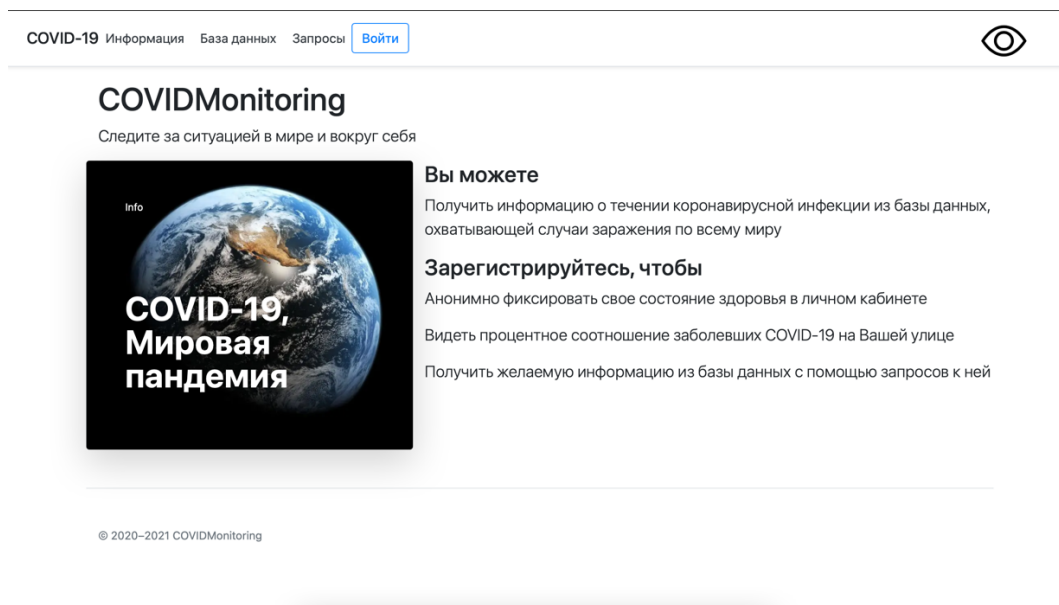 COVID-19 Информация База данных Запросы Войти
COVIDMonitoring
Следите за ситуацией в мире и вокруг себя
Info
COVID-19,
Мировая
пандемия
Вы можете
Получить информацию о течении коронавирусной инфекции из базы данных,
охватывающей случаи заражения по всему миру
Зарегистрируйтесь, чтобы
Анонимно фиксировать свое состояние здоровья в личном кабинете
Видеть процентное соотношение заболевших COVID-19 на Вашей улице
Получить желаемую информацию из базы данных с помощью запросов к ней
© 2020–2021 COVIDMonitoring